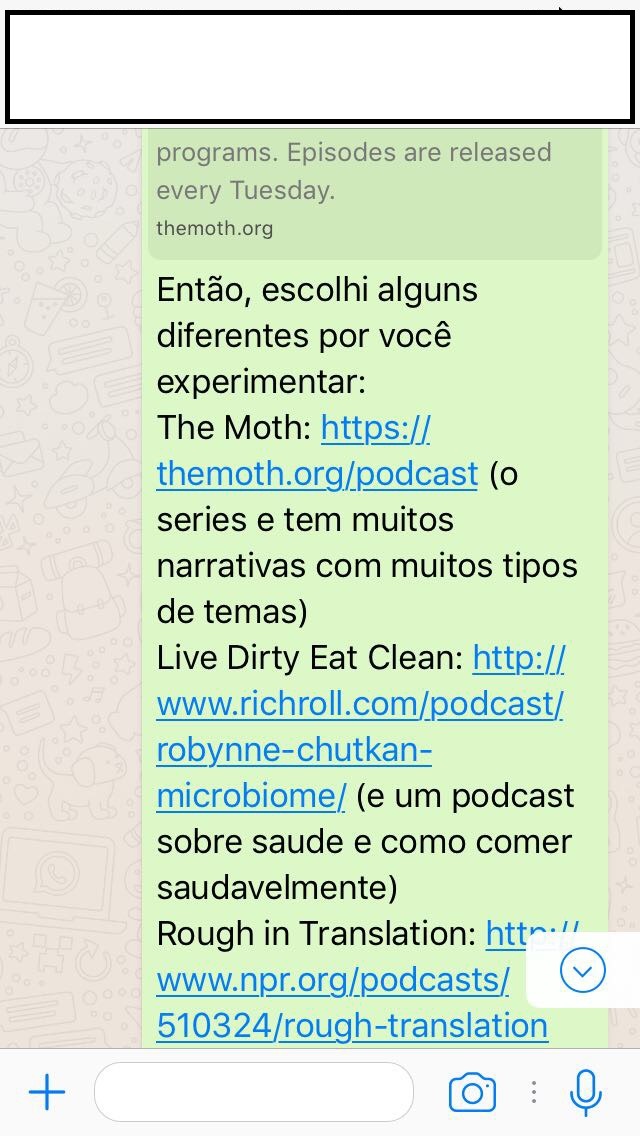 programs. Episodes are released
every Tuesday.
themoth.org
Então, escolhi alguns
diferentes por você
experimentar:
The Moth: https://
themoth.org/podcast (o
series e tem muitos
narrativas com muitos tipos
de temas)
Live Dirty Eat Clean: http://
www.richroll.com/podcast/
robynne-chutkan-
microbiome/ (e um podcast
sobre saude e como comer
saudavelmente)
Rough in Translation: http://
www.npr.org/podcasts/
510324/rough-translation